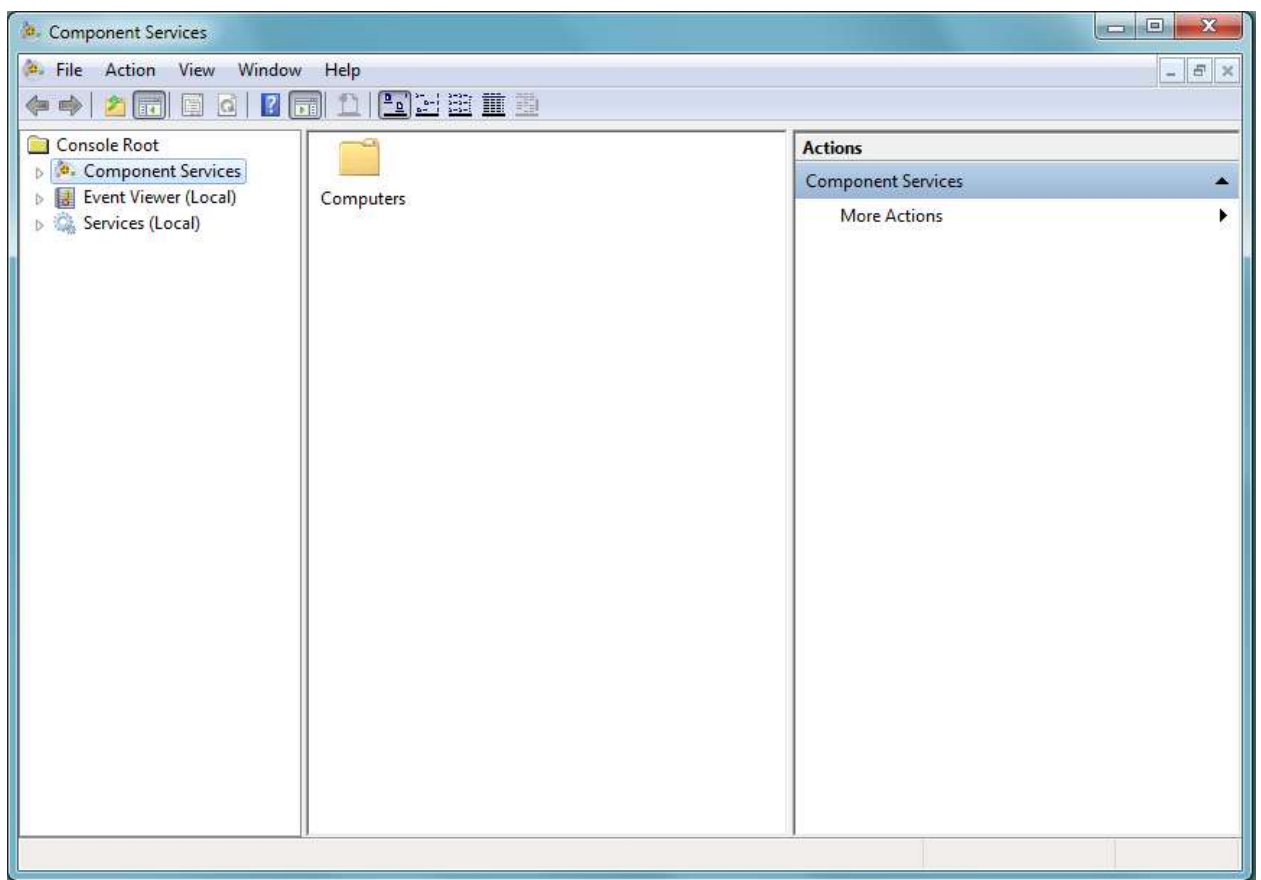 Component Services
File Action View Window Help
Console Root
Component Services
Event Viewer (Local)
Services (Local)
Computers
Actions
Component Services
More Actions